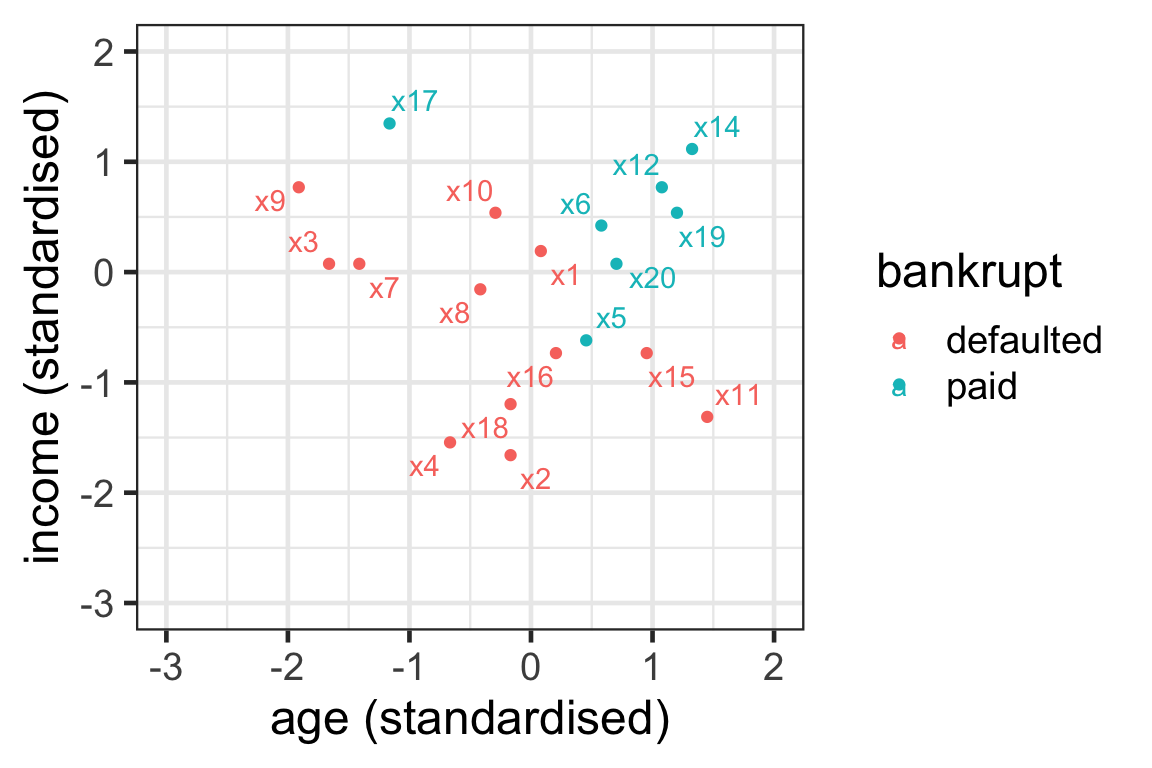 2
1
0
-1
-2
-3
income (standardised)
x17
x14
x12
x9
x10
x6
x3
x19
x7
x1
x20
x8
x5
x16
x15
x11
x18
x4
x2
-3 -2 -1 0 1 2
age (standardised)
bankrupt
a defaulted
a paid